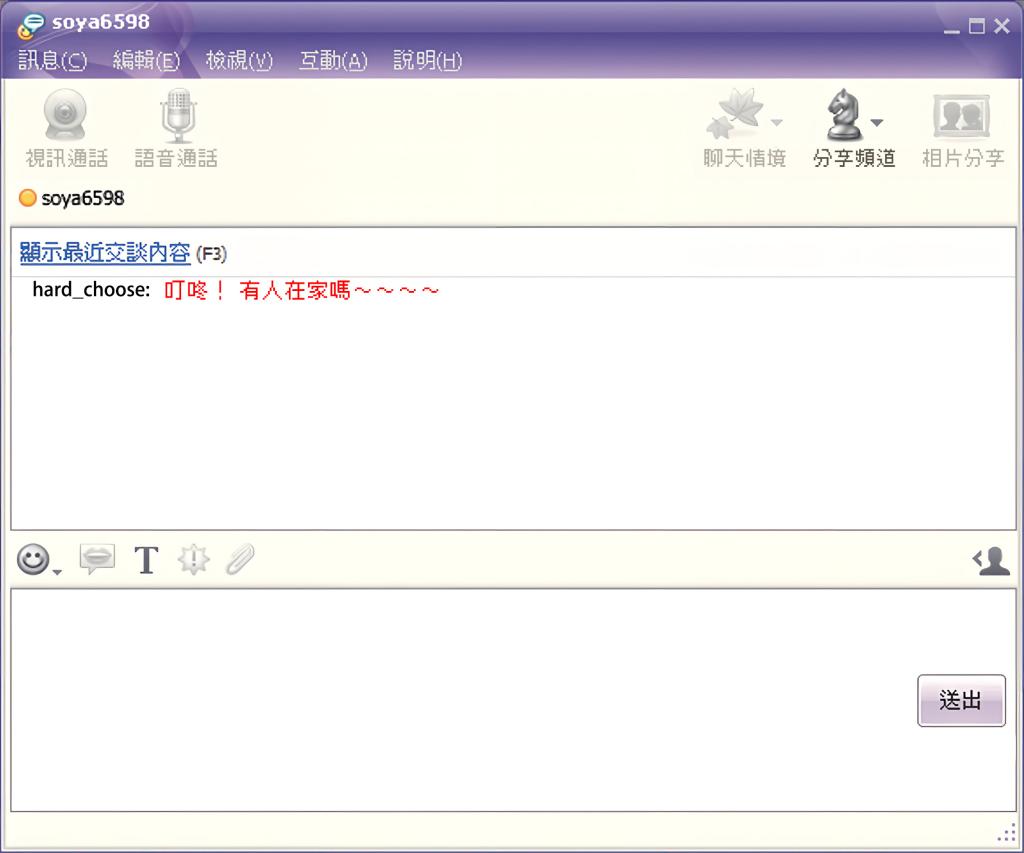 soya6598
訊息(C) 編輯(E) 檢視(V) 互動(A) 說明(H)
視訊通話 語音通話 聊天情境 分享頻道 相片分享
soya6598
顯示最近交談內容 (F3)
hard_choose: 叮咚！ 有人在家嗎～～～～
T
送出